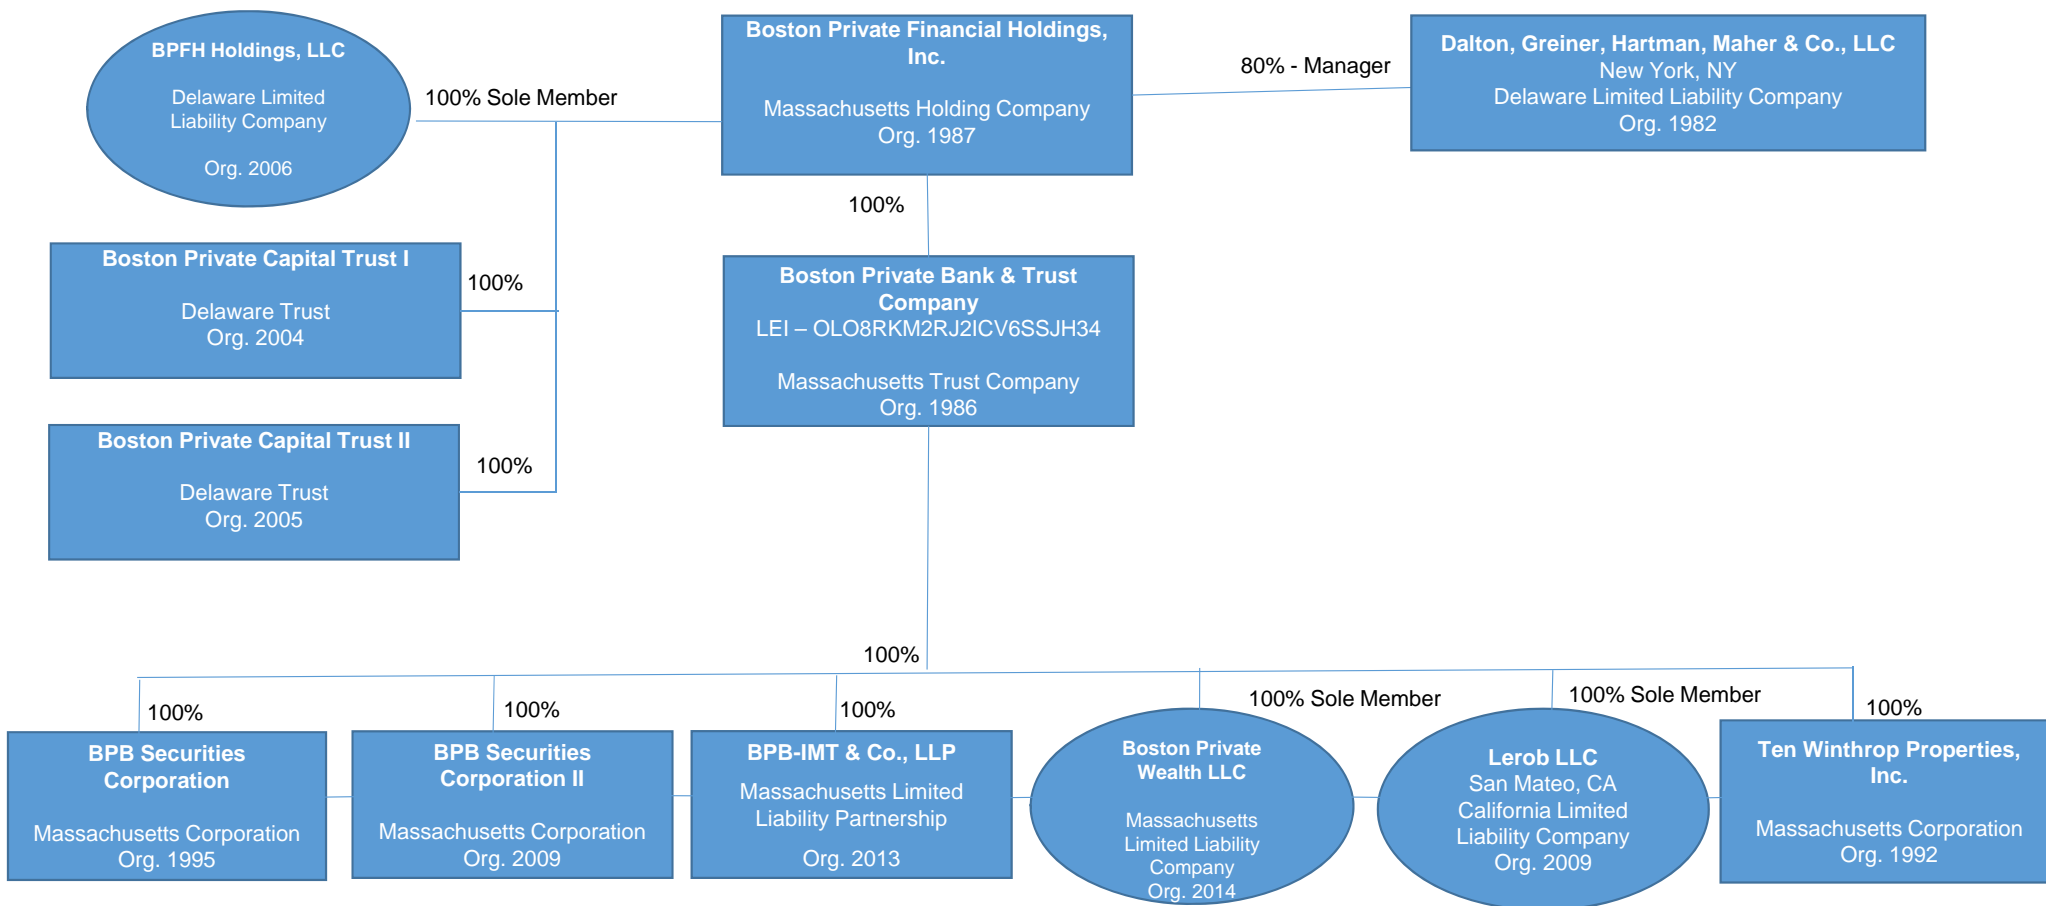 BPFH Holdings, LLC
Delaware Limited
Liability Company
Org. 2006
100% Sole Member
Boston Private Financial Holdings,
Inc.
Massachusetts Holding Company
Org. 1987
80% - Manager
Dalton, Greiner, Hartman, Maher & Co., LLC
New York, NY
Delaware Limited Liability Company
Org. 1982
100%
Boston Private Capital Trust I
Delaware Trust
Org. 2004
100%
Boston Private Bank & Trust
Company
LEI – OLO8RKM2RJ2ICV6SSJH34
Massachusetts Trust Company
Org. 1986
Boston Private Capital Trust II
Delaware Trust
Org. 2005
100%
100%
100%
BPB Securities
Corporation
Massachusetts Corporation
Org. 1995
100%
BPB Securities
Corporation II
Massachusetts Corporation
Org. 2009
100%
BPB-IMT & Co., LLP
Massachusetts Limited
Liability Partnership
Org. 2013
100% Sole Member
Boston Private
Wealth LLC
Massachusetts
Limited Liability
Company
Org. 2014
100% Sole Member
Lerob LLC
San Mateo, CA
California Limited
Liability Company
Org. 2009
100%
Ten Winthrop Properties,
Inc.
Massachusetts Corporation
Org. 1992